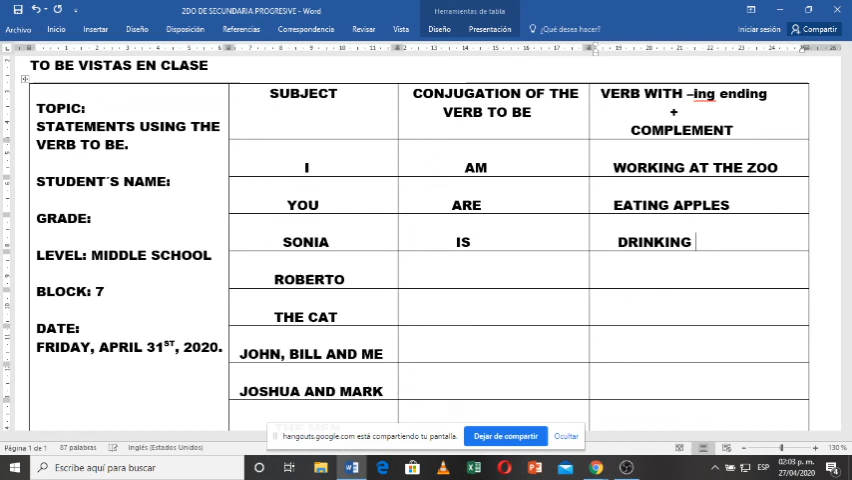 2DO DE SECUNDARIA PROGRESIVE - Word
Herramientas de tabla
Archivo Inicio Insertar Diseño Disposición Referencias Correspondencias Revisar Vista Diseño Presentación ¿Qué desea hacer? Iniciar sesión Compartir
TO BE VISTAS EN CLASE
TOPIC:
STATEMENTS USING THE
VERB TO BE.
STUDENT´S NAME:
GRADE:
LEVEL: MIDDLE SCHOOL
BLOCK: 7
DATE:
FRIDAY, APRIL 31ST, 2020.
SUBJECT
CONJUGATION OF THE
VERB TO BE
VERB WITH –ing ending
+
COMPLEMENT
I AM WORKING AT THE ZOO
YOU ARE EATING APPLES
SONIA IS DRINKING
ROBERTO
THE CAT
JOHN, BILL AND ME
JOSHUA AND MARK
hangouts.google.com está compartiendo tu pantalla. Dejar de compartir Ocultar
Página 1 de 1 87 palabras Inglés (Estados Unidos) 130 %
Escribe aquí para buscar
ESP
02:03 p. m.
27/04/2020